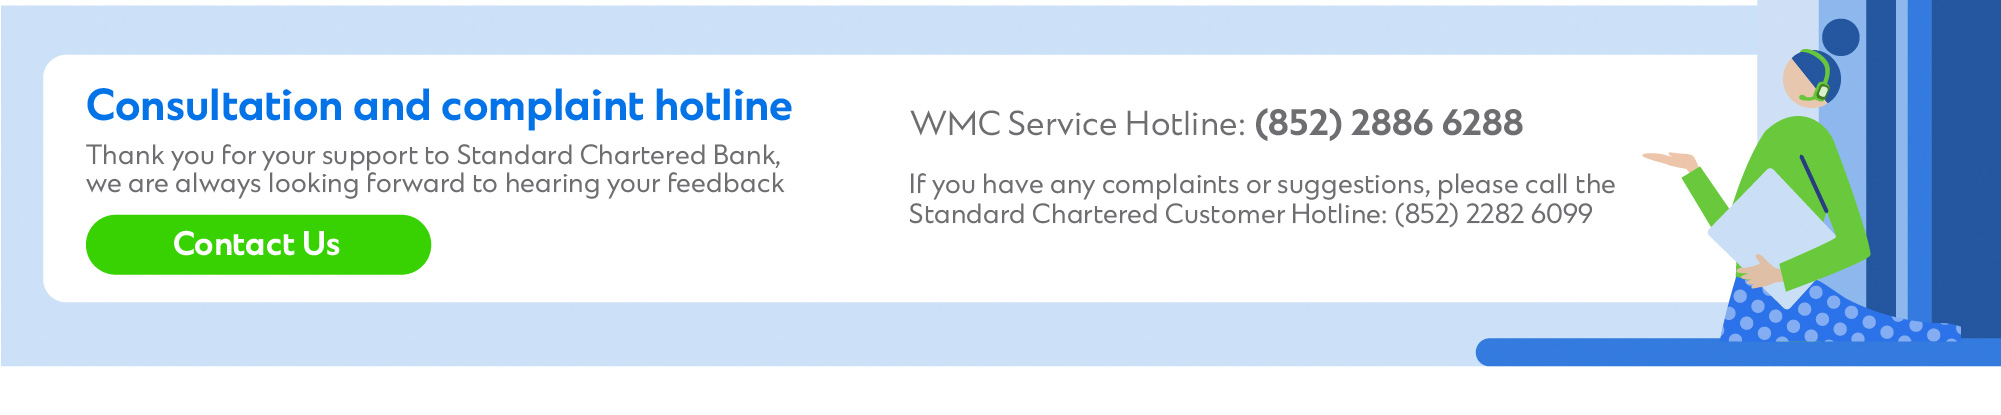 Consultation and complaint hotline
Thank you for your support to Standard Chartered Bank,
we are always looking forward to hearing your feedback
Contact Us
WMC Service Hotline: (852) 2886 6288
If you have any complaints or suggestions, please call the
Standard Chartered Customer Hotline: (852) 2282 6099